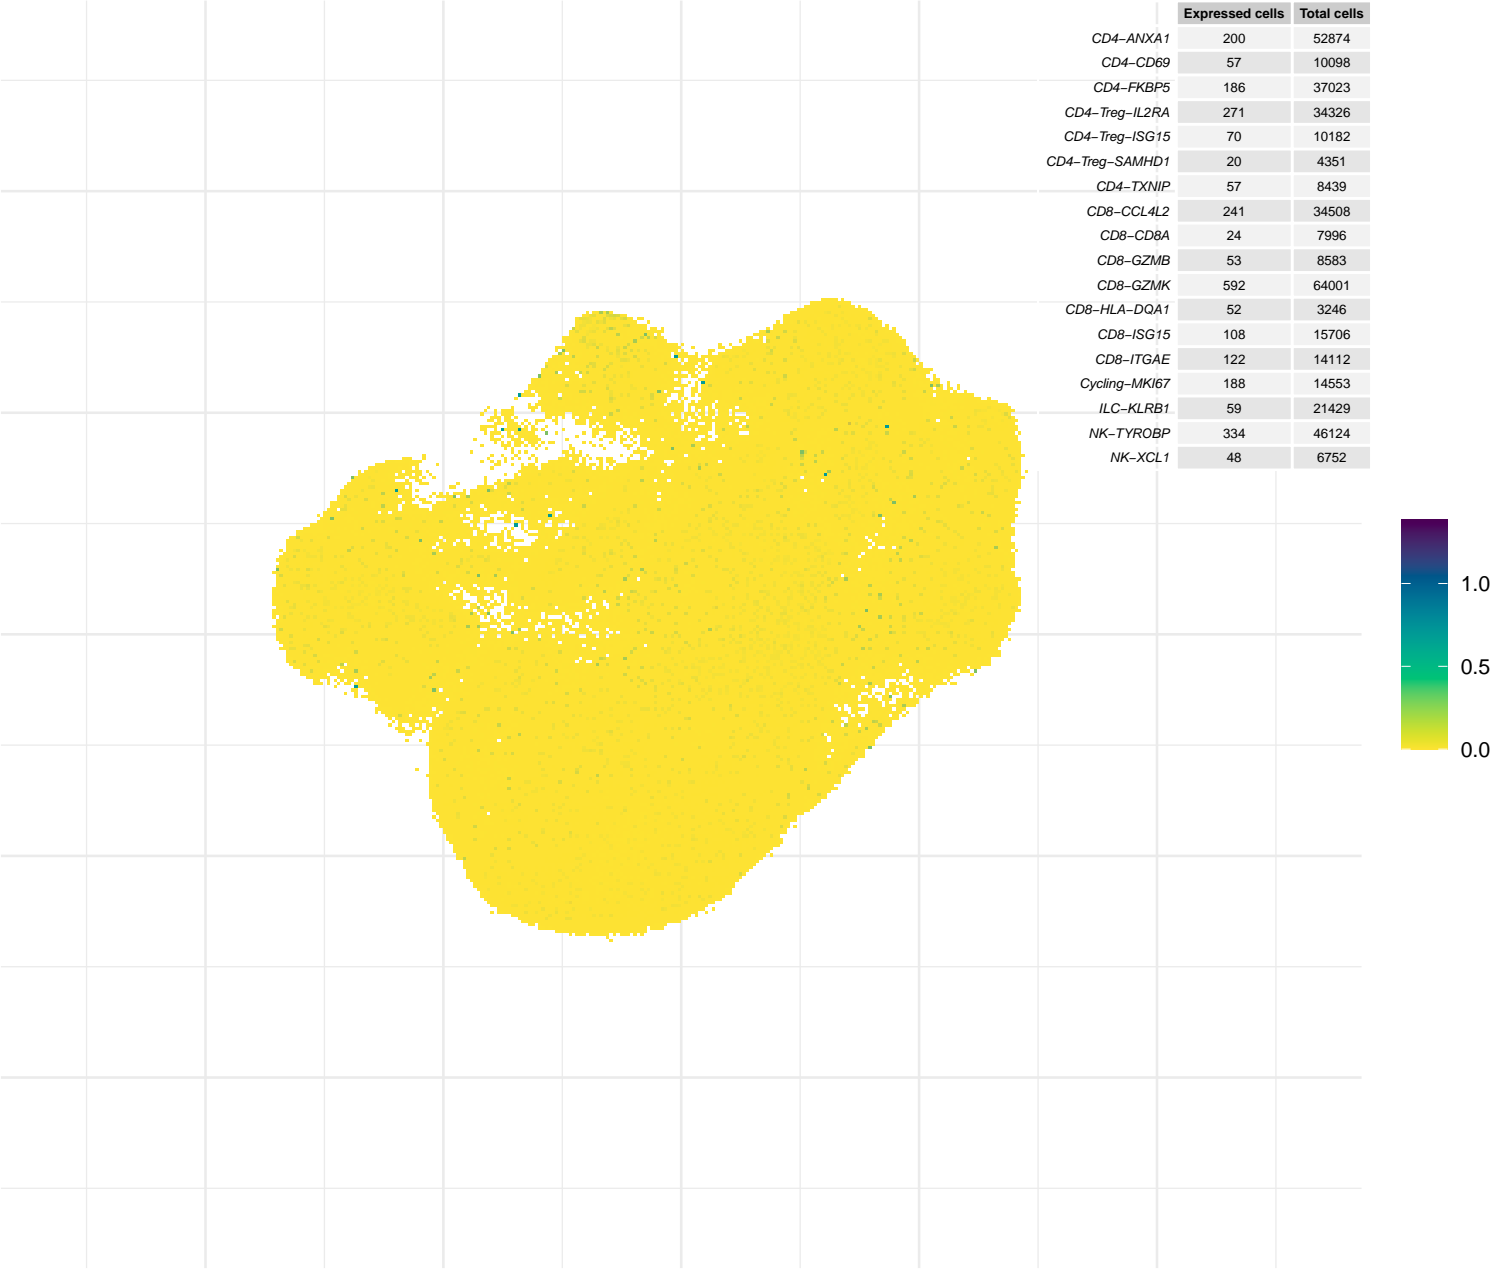 Expressed cells Total cells
CD4−ANXA1 200 52874
CD4−CD69 57 10098
CD4−FKBP5 186 37023
CD4−Treg−IL2RA 271 34326
CD4−Treg−ISG15 70 10182
CD4−Treg−SAMHD1 20 4351
CD4−TXNIP 57 8439
CD8−CCL4L2 241 34508
CD8−CD8A 24 7996
CD8−GZMB 53 8583
CD8−GZMK 592 64001
CD8−HLA−DQA1 52 3246
CD8−ISG15 108 15706
CD8−ITGAE 122 14112
Cycling−MKI67 188 14553
ILC−KLRB1 59 21429
NK−TYROBP 334 46124
NK−XCL1 48 6752
1.0
0.5
0.0